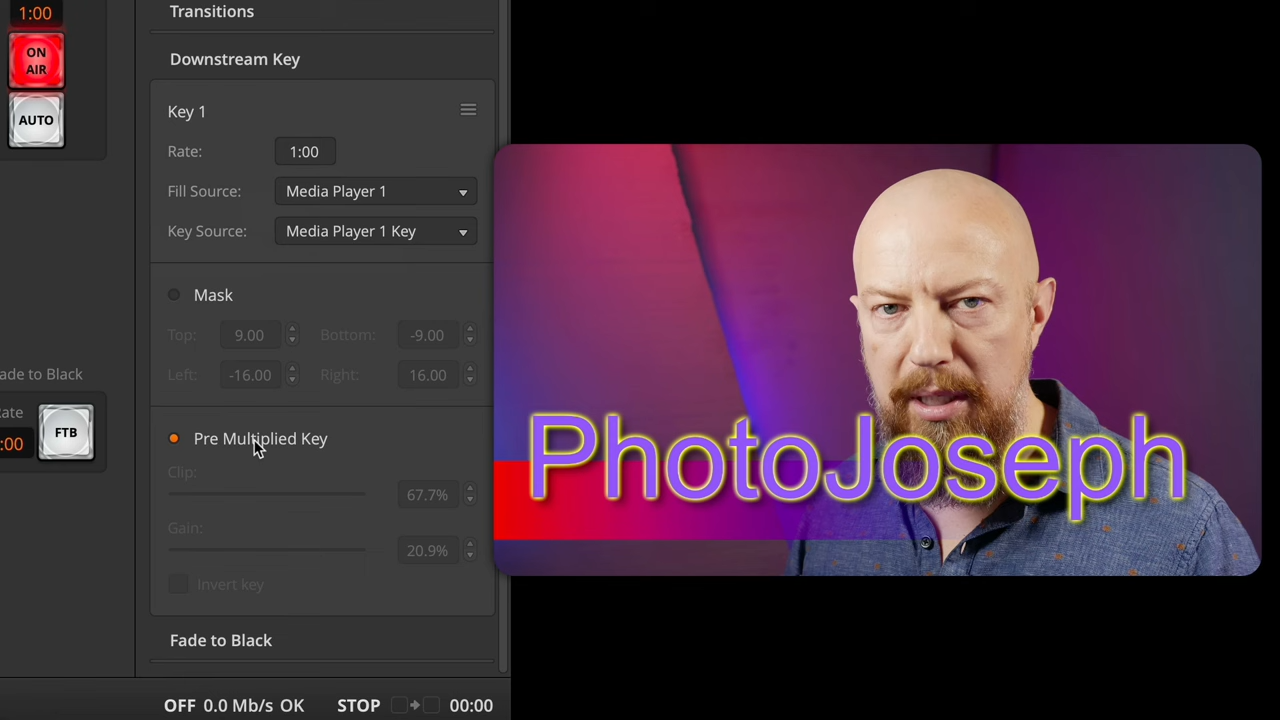 1:00
ON
AIR
AUTO
Transitions
Downstream Key
Key 1
Rate: 1:00
Fill Source: Media Player 1
Key Source: Media Player 1 Key
Mask
Top: 9.00 Bottom: -9.00
Left: -16.00 Right: 16.00
ade to Black
ate
:00 FTB
Pre Multiplied Key
Clip:
67.7%
Gain:
20.9%
Invert key
Fade to Black
OFF 0.0 Mb/s OK STOP 00:00
PhotoJoseph